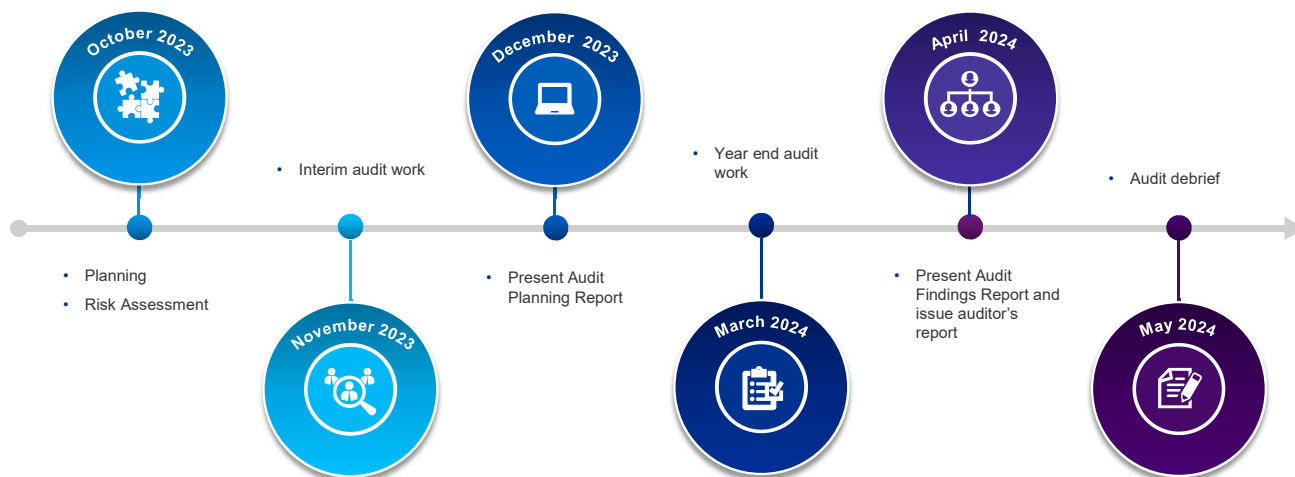 October 2023
• Planning
• Risk Assessment
• Interim audit work
November 2023
December 2023
• Present Audit
Planning Report
• Year end audit
work
March 2024
April 2024
• Present Audit
Findings Report and
issue auditor's
report
• Audit debrief
May 2024